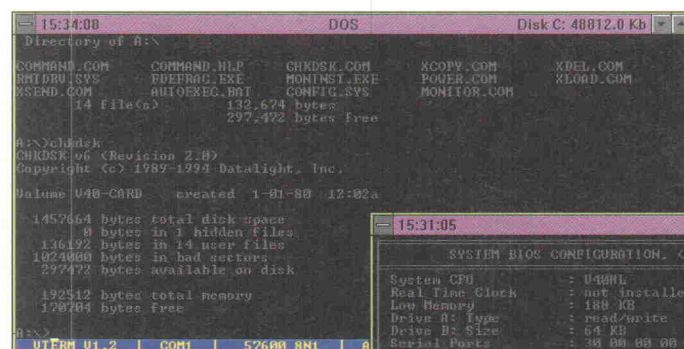 15:34:08 DOS Disk C: 48812.0 Kb
Directory of A:\
COMMAND.COM COMMAND.HLP CHKDSK.COM XCOPY.COM XDEL.COM
RMIDRV.SYS FDEFRAG.EXE MONINST.EXE POWER.COM XLOAD.COM
XSEND.COM AUTOEXEC.BAT CONFIG.SYS MONITOR.COM
14 file(s) 132,674 bytes
297,472 bytes free
A:\>chkdsk
CHKDSK v6 (Revision 2.0)
Copyright (c) 1989-1994 Datalight, Inc.
Volume V40-CARD created 1-01-80 12:02a
1457664 bytes total disk space
0 bytes in 1 hidden files
136192 bytes in 14 user files
1024000 bytes in bad sectors
297472 bytes available on disk
192512 bytes total memory
170704 bytes free
A:\>
VTERM V1.2 | COM1 | 57600 8N1 | A
15:31:05
SYSTEM BIOS CONFIGURATION, (
System CPU : V40HL
Real Time Clock : not installe
Low Memory : 188 KB
Drive A: Type : read/write
Drive B: Size : 64 KB
Serial Ports : 30 00 00 00